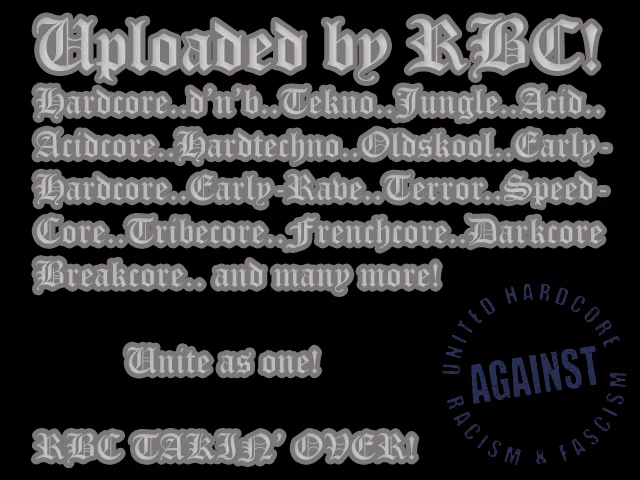 Uploaded by RBC!
Hardcore..d'n'b..Tekno..Jungle..Acid..
Acidcore..Hardtechno..Oldskool..Early-
Hardcore..Early-Rave..Terror..Speed-
Core..Tribecore..Frenchcore..Darkcore
Breakcore.. and many more!
Unite as one!
UNITED HARDCORE
AGAINST
RACISM & FASCISM
RBC TAKIN' OVER!